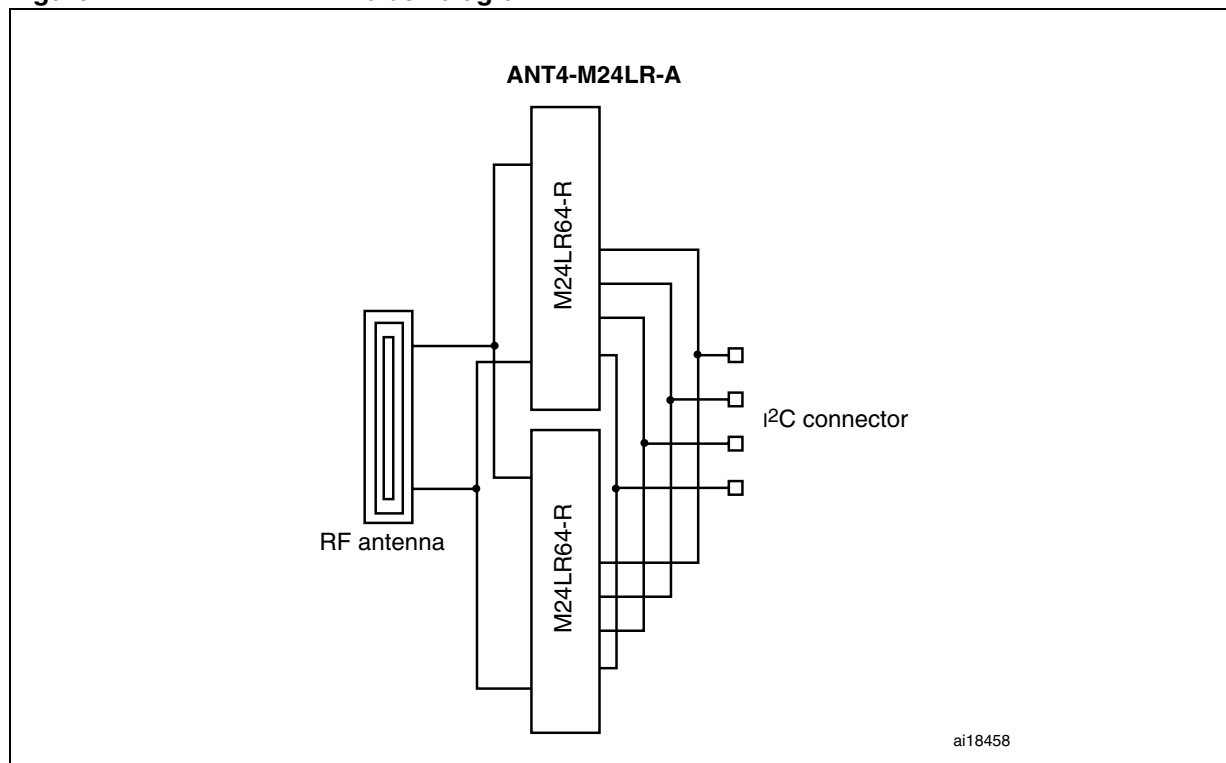 ANT4-M24LR-A
M24LR64-R
I²C connector
RF antenna
M24LR64-R
ai18458